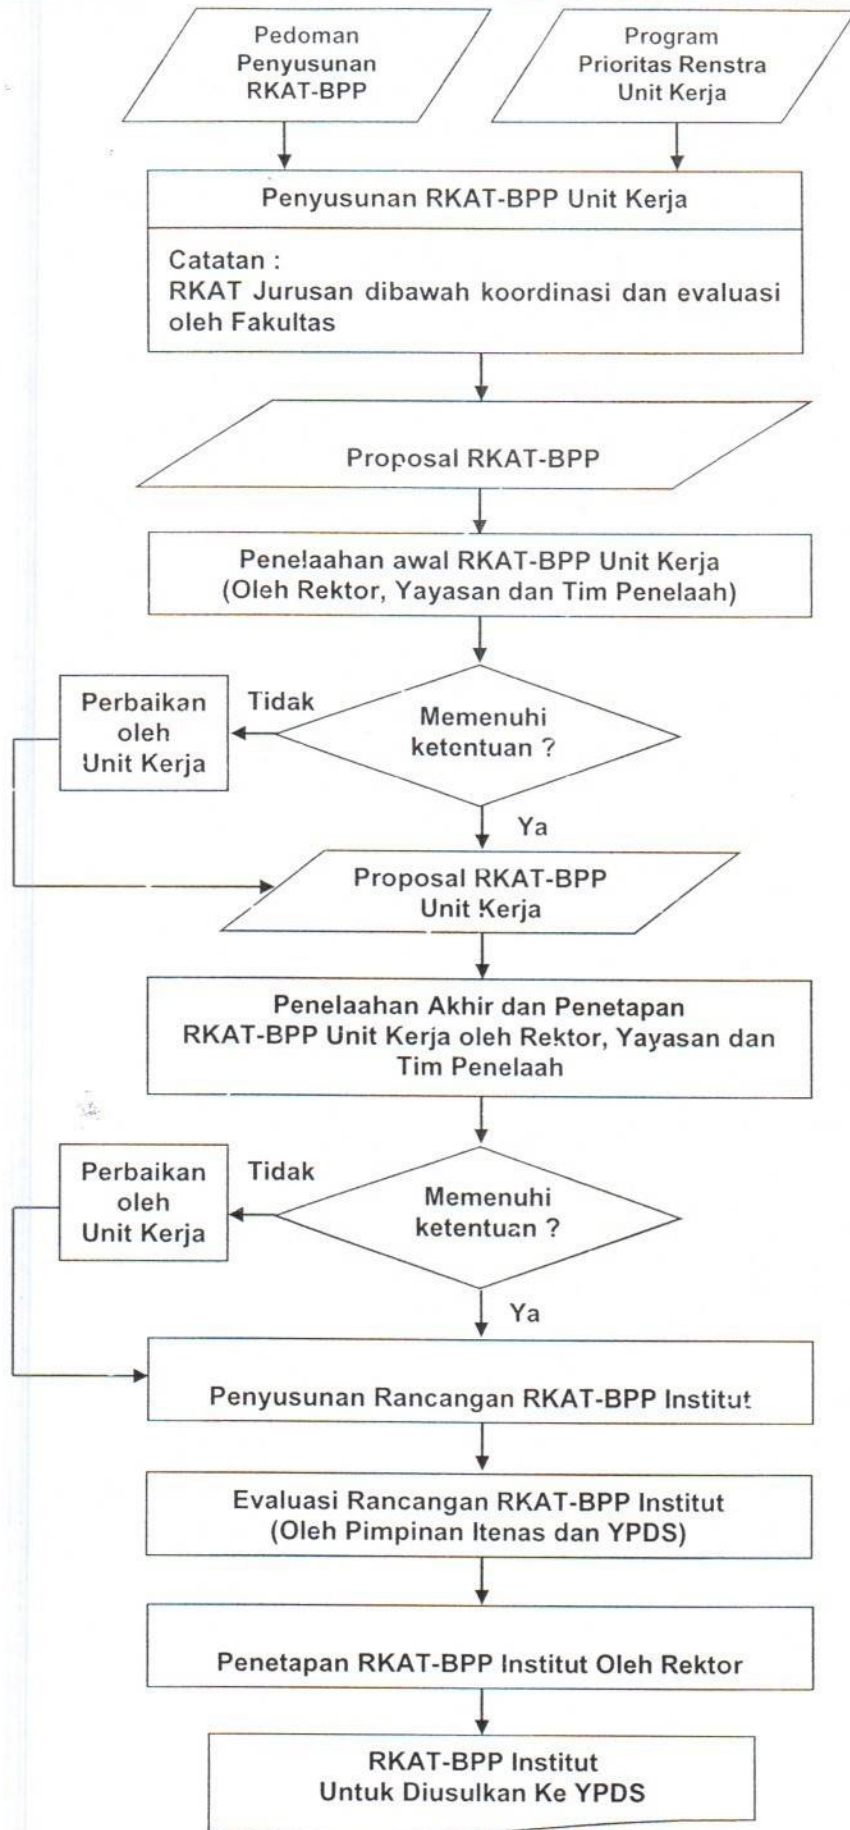 Pedoman
Penyusunan
RKAT-BPP
Program
Prioritas Renstra
Unit Kerja
Penyusunan RKAT-BPP Unit Kerja
Catatan :
RKAT Jurusan dibawah koordinasi dan evaluasi
oleh Fakultas
Proposal RKAT-BPP
Penelaahan awal RKAT-BPP Unit Kerja
(Oleh Rektor, Yayasan dan Tim Penelaah)
Perbaikan
oleh
Unit Kerja
Tidak
Memenuhi
ketentuan ?
Ya
Proposal RKAT-BPP
Unit Kerja
Penelaahan Akhir dan Penetapan
RKAT-BPP Unit Kerja oleh Rektor, Yayasan dan
Tim Penelaah
Perbaikan
oleh
Unit Kerja
Tidak
Memenuhi
ketentuan ?
Ya
Penyusunan Rancangan RKAT-BPP Institut
Evaluasi Rancangan RKAT-BPP Institut
(Oleh Pimpinan Itenas dan YPDS)
Penetapan RKAT-BPP Institut Oleh Rektor
RKAT-BPP Institut
Untuk Diusulkan Ke YPDS